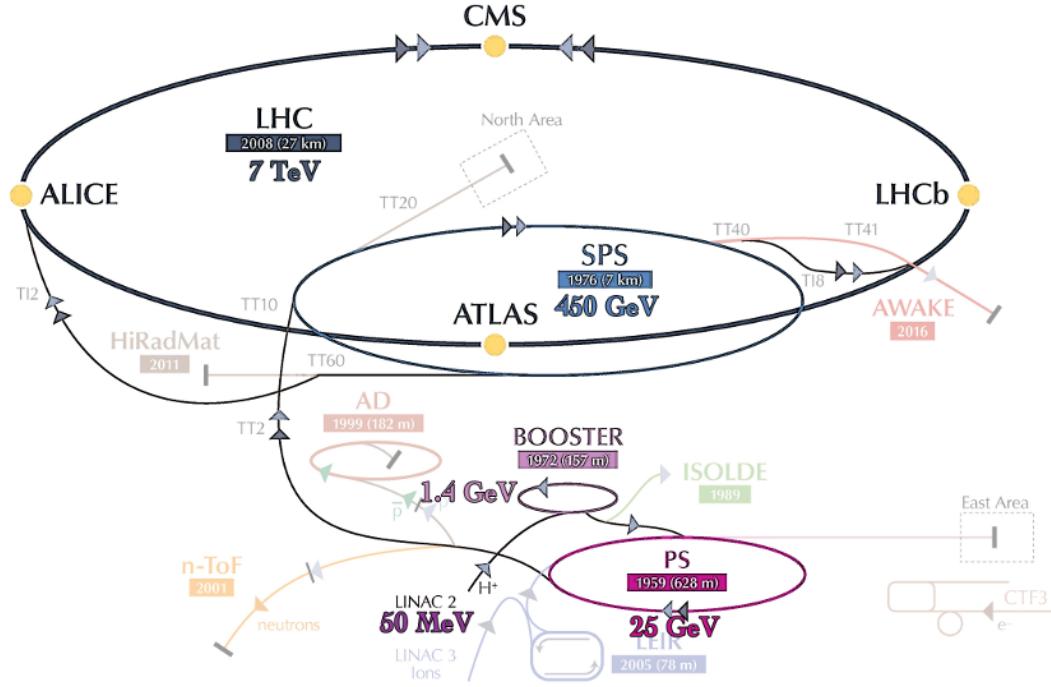 CMS
LHC
2008 (27 km)
7 TeV
North Area
ALICE
LHCb
TT20
TT40
TT41
SPS
1976 (7 km)
450 GeV
TI8
TI2
TT10
ATLAS
AWAKE
2016
HiRadMat
2011
TT60
AD
1999 (182 m)
TT2
BOOSTER
1972 (157 m)
ISOLDE
1989
1.4 GeV
p̄
p
East Area
n-ToF
2001
PS
1959 (628 m)
H⁺
LINAC 2
50 MeV
neutrons
25 GeV
CTF3
e⁻
LEIR
2005 (78 m)
LINAC 3
Ions